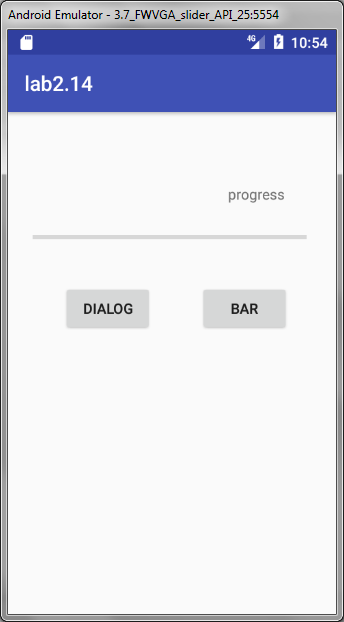 Android Emulator - 3.7_FWVGA_slider_API_25:5554
4G 10:54
lab2.14
progress
DIALOG BAR